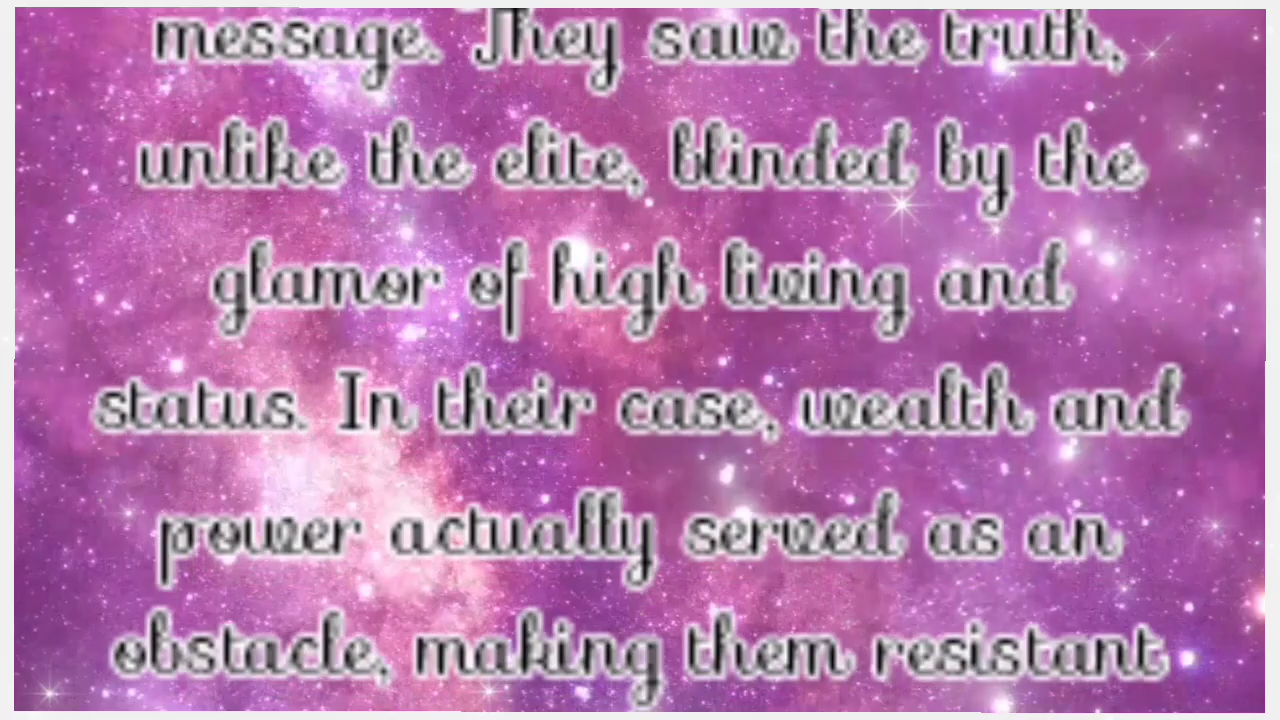 message. They saw the truth,
unlike the elite, blinded by the
glamor of high living and
status. In their case, wealth and
power actually served as an
obstacle, making them resistant